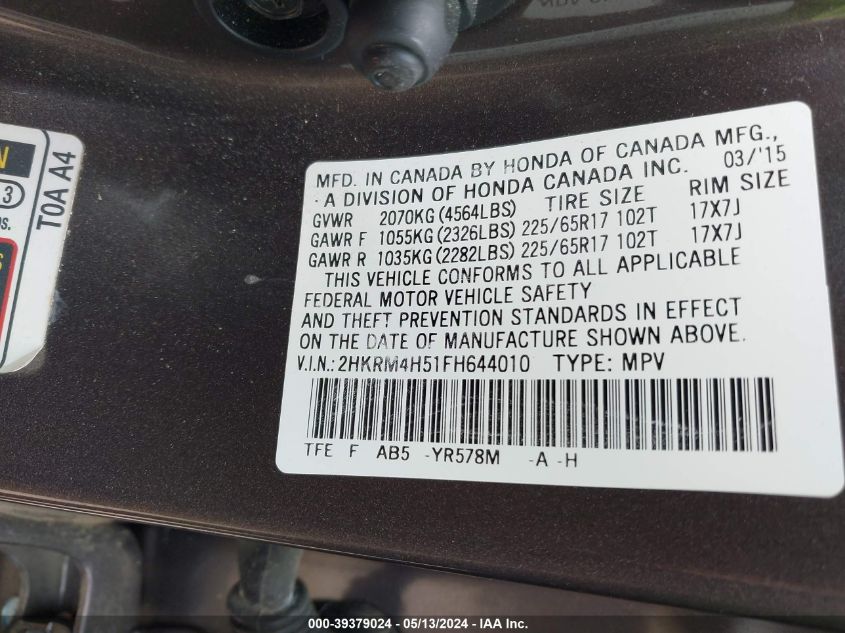 MFD. IN CANADA BY HONDA OF CANADA MFG.,
A DIVISION OF HONDA CANADA INC. 03/'15
TIRE SIZE RIM SIZE
GVWR 2070KG (4564LBS)
GAWR F 1055KG (2326LBS) 225/65R17 102T 17X7J
GAWR R 1035KG (2282LBS) 225/65R17 102T 17X7J
THIS VEHICLE CONFORMS TO ALL APPLICABLE
FEDERAL MOTOR VEHICLE SAFETY
AND THEFT PREVENTION STANDARDS IN EFFECT
ON THE DATE OF MANUFACTURE SHOWN ABOVE.
V.I.N.: 2HKRM4H51FH644010 TYPE: MPV
TFE F AB5 -YR578M -A -H
T0A A4
3
000-39379024 - 05/13/2024 - IAA Inc.